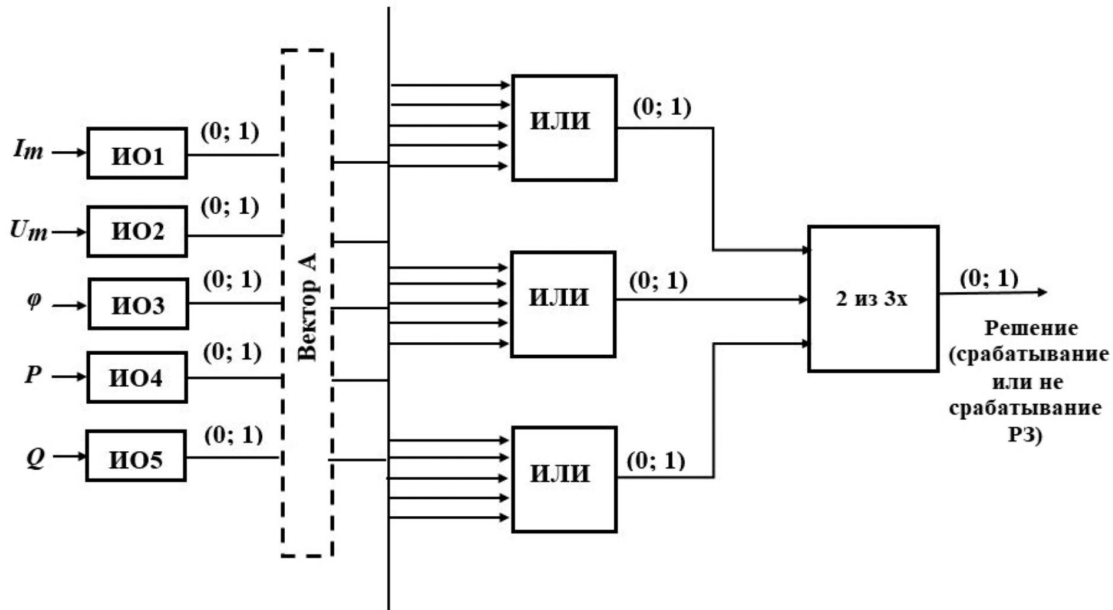 Im
ИО1
(0; 1)
Um
ИО2
(0; 1)
φ
ИО3
(0; 1)
P
ИО4
(0; 1)
Q
ИО5
(0; 1)
Вектор А
ИЛИ
(0; 1)
ИЛИ
(0; 1)
ИЛИ
(0; 1)
2 из 3х
(0; 1)
Решение
(срабатывание
или не
срабатывание
РЗ)